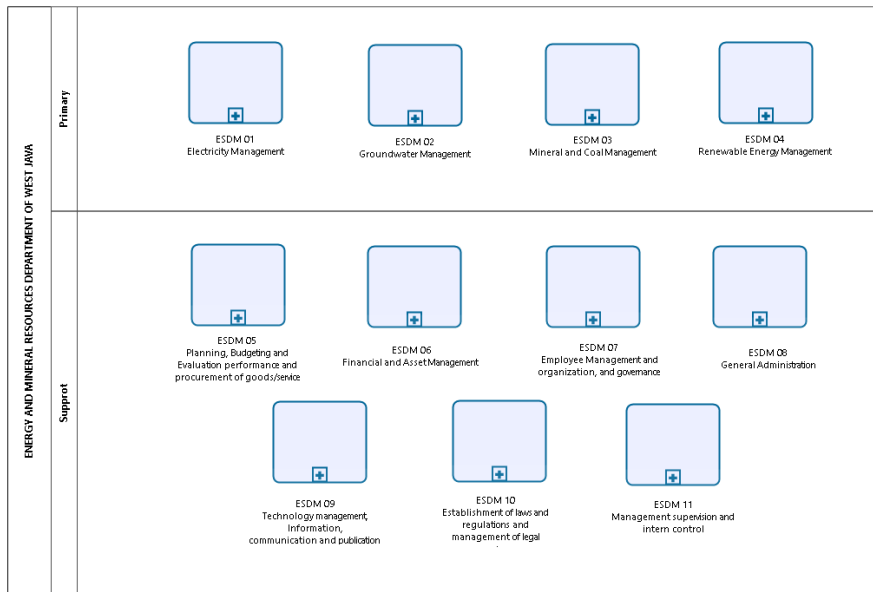 ENERGY AND MINERAL RESOURCES DEPARTMENT OF WEST JAVA
Primary
ESDM 01
Electricity Management
ESDM 02
Groundwater Management
ESDM 03
Mineral and Coal Management
ESDM 04
Renewable Energy Management
Supprot
ESDM 05
Planning, Budgeting and
Evaluation performance and
procurement of goods/service
ESDM 06
Financial and Asset Management
ESDM 07
Employee Management and
organization, and governance
ESDM 08
General Administration
ESDM 09
Technology management,
Information,
communication and publication
ESDM 10
Establishment of laws and
regulations and
management of legal
ESDM 11
Management supervision and
intern control